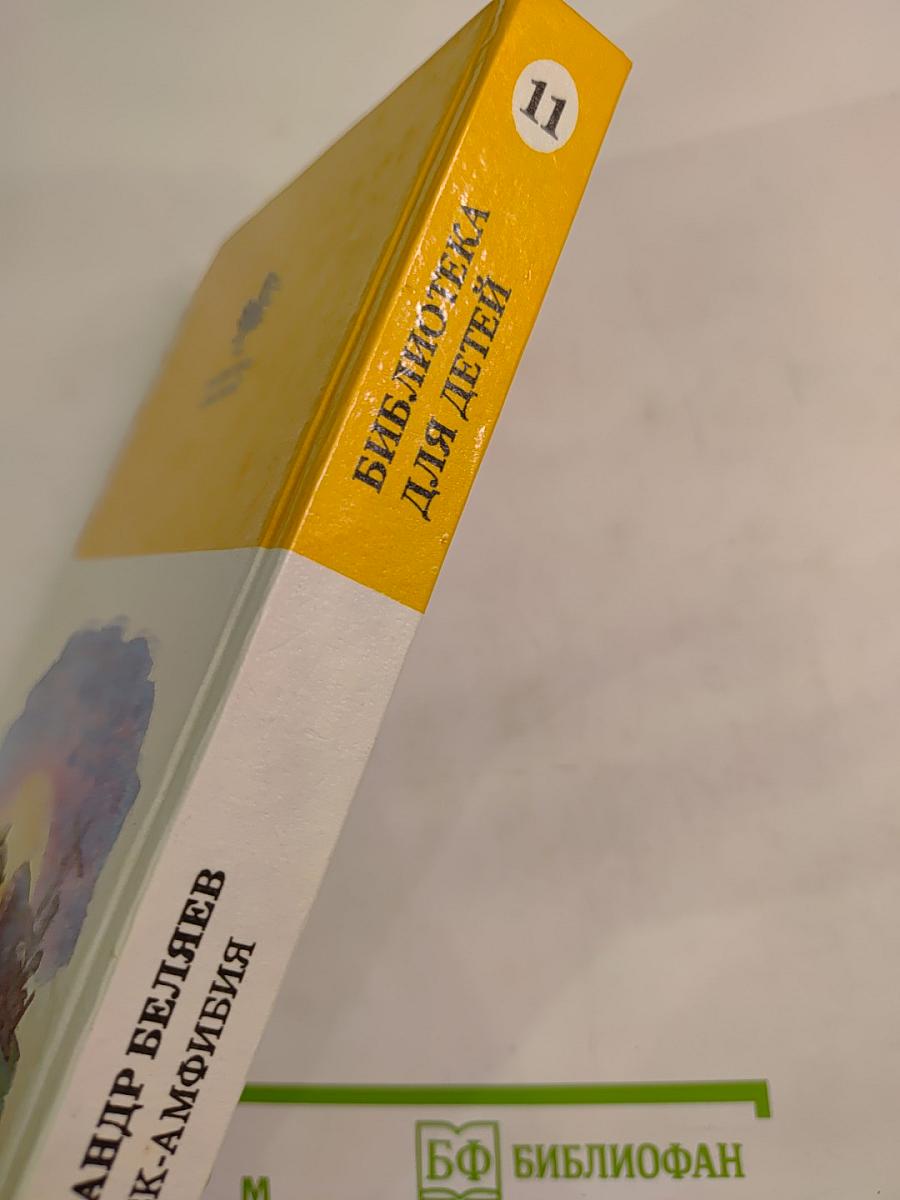 11
БИБЛИОТЕКА
ДЛЯ ДЕТЕЙ
АНДР БЕЛЯЕВ
К-АМФИБИЯ
М
БФ БИБЛИОФАН